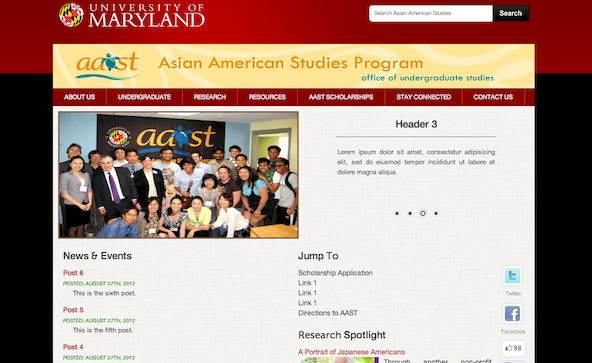 UNIVERSITY OF
MARYLAND
Search Asian American Studies
Search
aast
Asian American Studies Program
office of undergraduate studies
ABOUT US
UNDERGRADUATE
RESEARCH
RESOURCES
AAST SCHOLARSHIPS
STAY CONNECTED
CONTACT US
aast
Header 3
Lorem ipsum dolor sit amet, consectetur adipisicing
elit, sed do eiusmod tempor incididunt ut labore et
dolore magna aliqua.
News & Events
Post 6
POSTED: AUGUST 27TH, 2012
This is the sixth post.
Post 5
POSTED: AUGUST 27TH, 2012
This is the fifth post.
Post 4
POSTED: AUGUST 27TH, 2012
Jump To
Scholarship Application
Link 1
Link 1
Link 1
Directions to AAST
Research Spotlight
A Portrait of Japanese Americans
Through another non-profit,
Twitter
Facebook
98